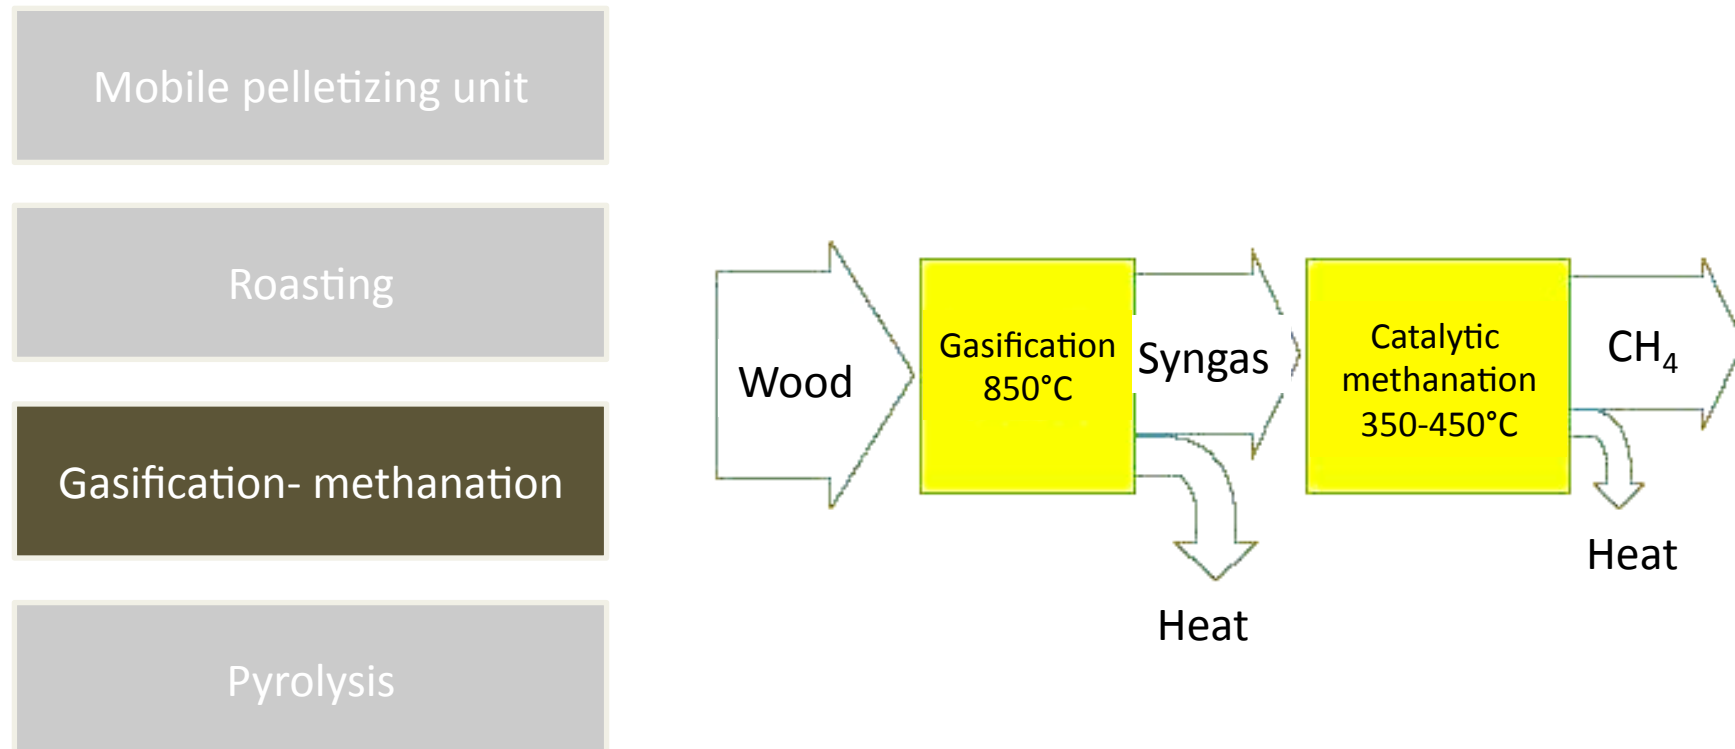 Mobile pelletizing unit
Roasting
Gasification- methanation
Pyrolysis
Wood
Gasification
850°C
Syngas
Heat
Catalytic
methanation
350-450°C
CH₄
Heat